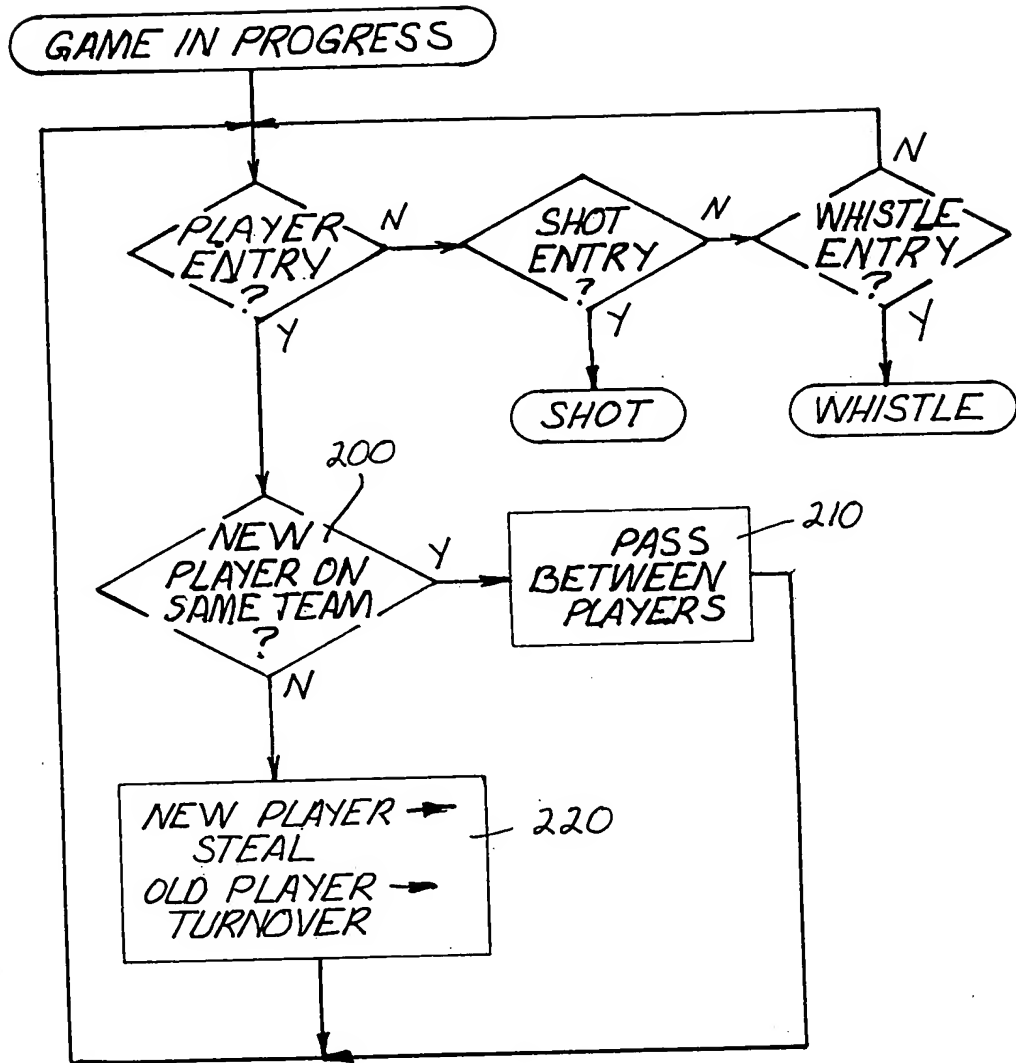 GAME IN PROGRESS
PLAYER
ENTRY
?
N
Y
SHOT
ENTRY
?
N
Y
WHISTLE
ENTRY
?
N
Y
SHOT
WHISTLE
200
NEW
PLAYER ON
SAME TEAM
?
Y
N
210
PASS
BETWEEN
PLAYERS
220
NEW PLAYER →
STEAL
OLD PLAYER →
TURNOVER